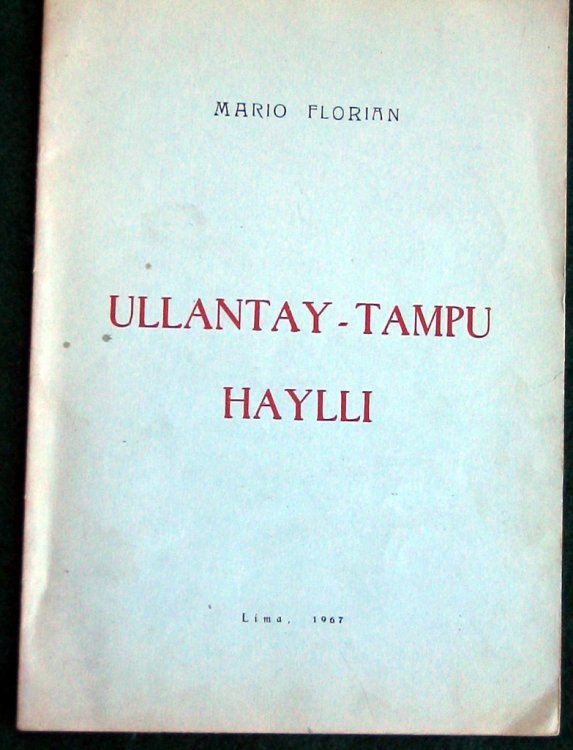 MARIO FLORIAN
ULLANTAY-TAMPU
HAYLLI
Lima, 1967